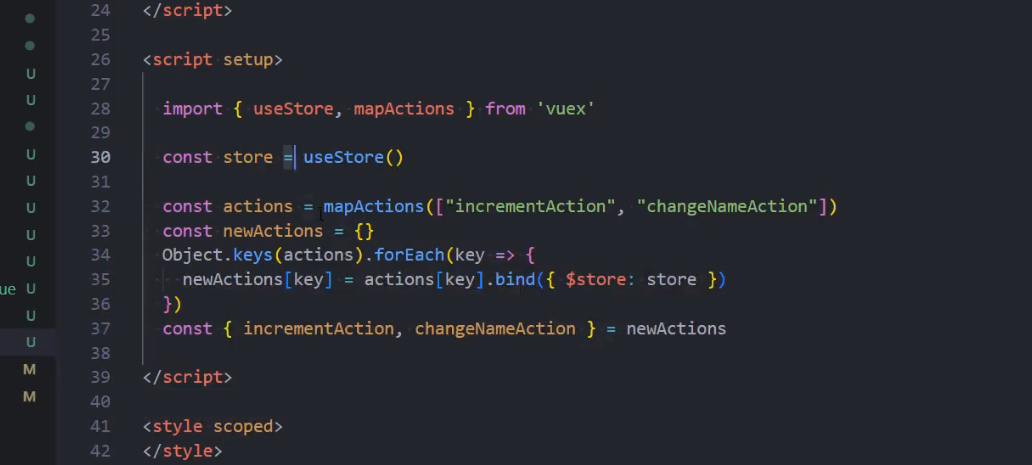 24 </script>
25
26 <script setup>
27
28 import { useStore, mapActions } from 'vuex'
29
30 const store = useStore()
31
32 const actions = mapActions(["incrementAction", "changeNameAction"])
33 const newActions = {}
34 Object.keys(actions).forEach(key => {
ue U 35 newActions[key] = actions[key].bind({ $store: store })
U 36 })
U 37 const { incrementAction, changeNameAction } = newActions
38
M 39 </script>
M 40
41 <style scoped>
42 </style>